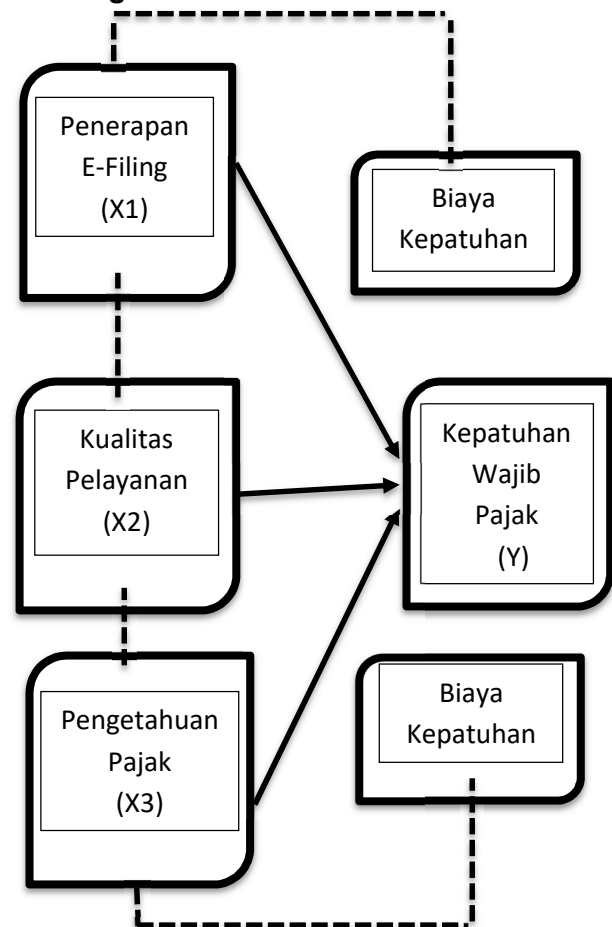 Penerapan
E-Filing
(X1)
Biaya
Kepatuhan
Kualitas
Pelayanan
(X2)
Kepatuhan
Wajib
Pajak
(Y)
Pengetahuan
Pajak
(X3)
Biaya
Kepatuhan